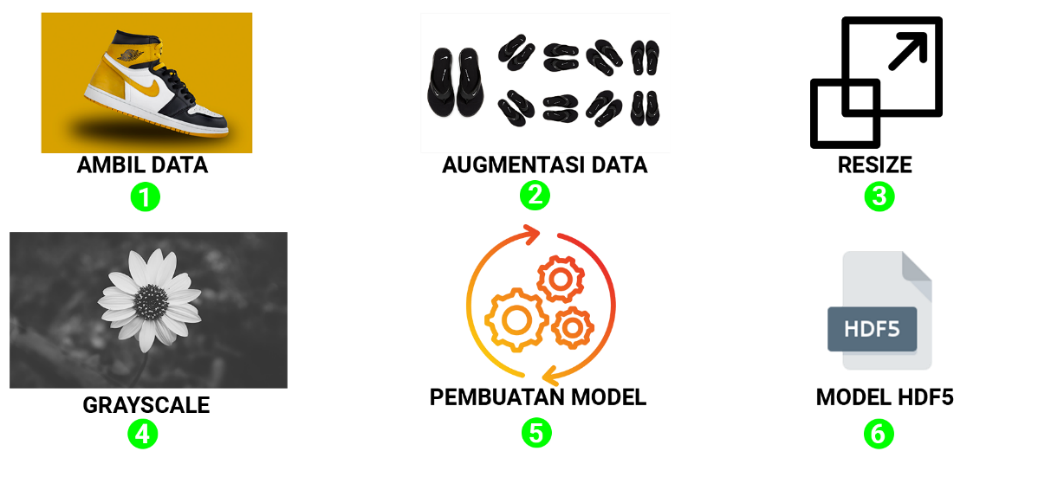 AMBIL DATA
1
AUGMENTASI DATA
2
RESIZE
3
GRAYSCALE
4
PEMBUATAN MODEL
5
HDF5
MODEL HDF5
6